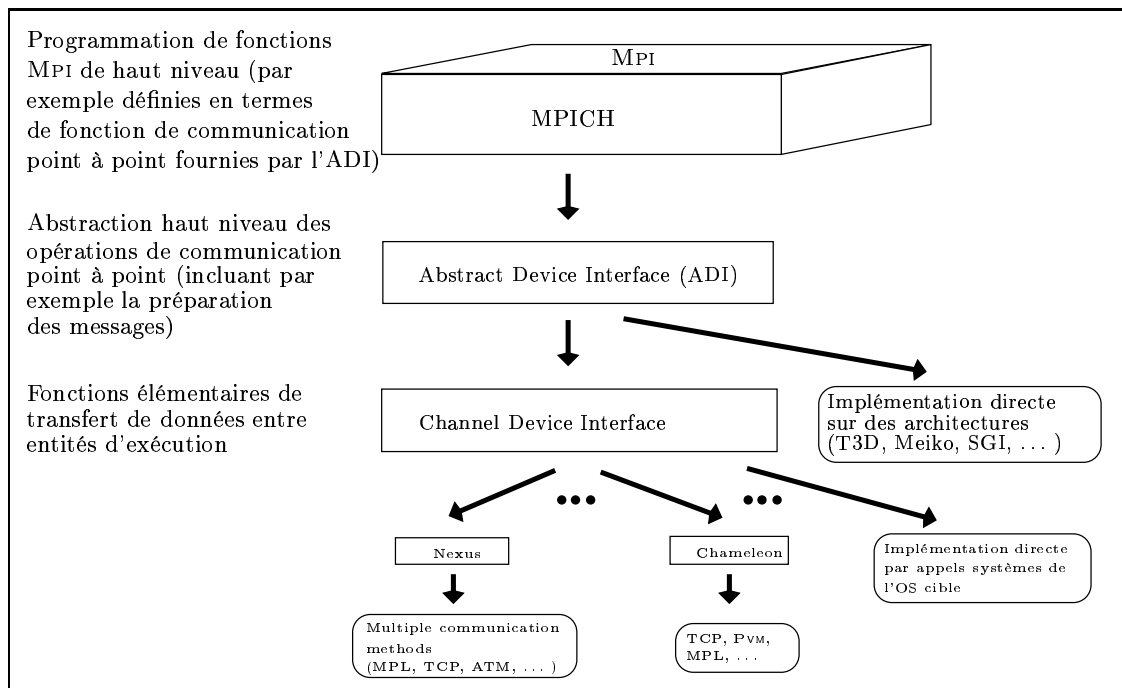 Programmation de fonctions
MPI de haut niveau (par
exemple définies en termes
de fonction de communication
point à point fournies par l'ADI)
MPI
MPICH
Abstraction haut niveau des
opérations de communication
point à point (incluant par
exemple la préparation
des messages)
Abstract Device Interface (ADI)
Fonctions élémentaires de
transfert de données entre
entités d'exécution
Channel Device Interface
Implémentation directe
sur des architectures
(T3D, Meiko, SGI, ... )
Nexus
Chameleon
Implémentation directe
par appels systèmes de
l'OS cible
Multiple communication
methods
(MPL, TCP, ATM, ... )
TCP, PVM,
MPL, ...